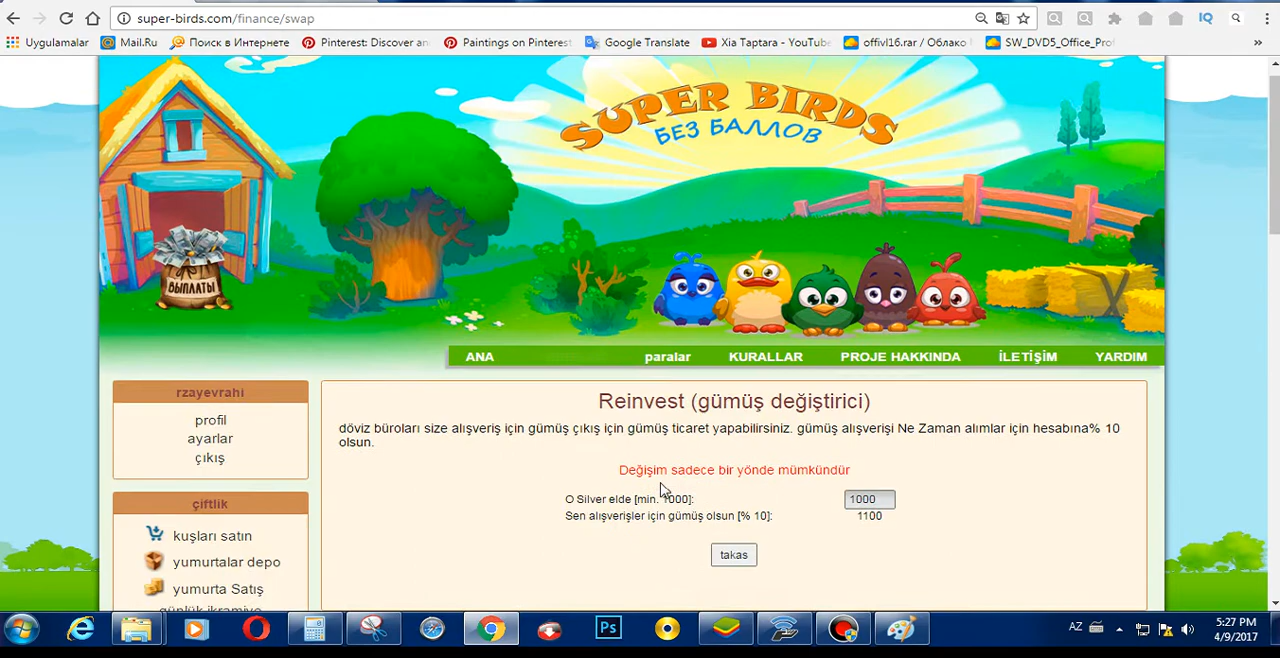 super-birds.com/finance/swap
Uygulamalar
Mail.Ru
Поиск в Интернете
Pinterest: Discover an
Paintings on Pinterest
Google Translate
Xia Taptara - YouTube
offivl16.rar / Облако
SW_DVD5_Office_Prof
»
SUPER BIRDS
БЕЗ БАЛЛОВ
ВЫПЛАТЫ
ANA paralar KURALLAR PROJE HAKKINDA İLETİŞİM YARDIM
rzayevrahi
profil
ayarlar
çıkış
çiftlik
kuşları satın
yumurtalar depo
yumurta Satış
günlük ikramiye
Reinvest (gümüş değiştirici)
döviz büroları size alışveriş için gümüş çıkış için gümüş ticaret yapabilirsiniz. gümüş alışverişi Ne Zaman alımlar için hesabına% 10
olsun.
Değişim sadece bir yönde mümkündür
O Silver elde [min. 1000]: 1000
Sen alışverişler için gümüş olsun [% 10]: 1100
takas
Ps
AZ
5:27 PM
4/9/2017